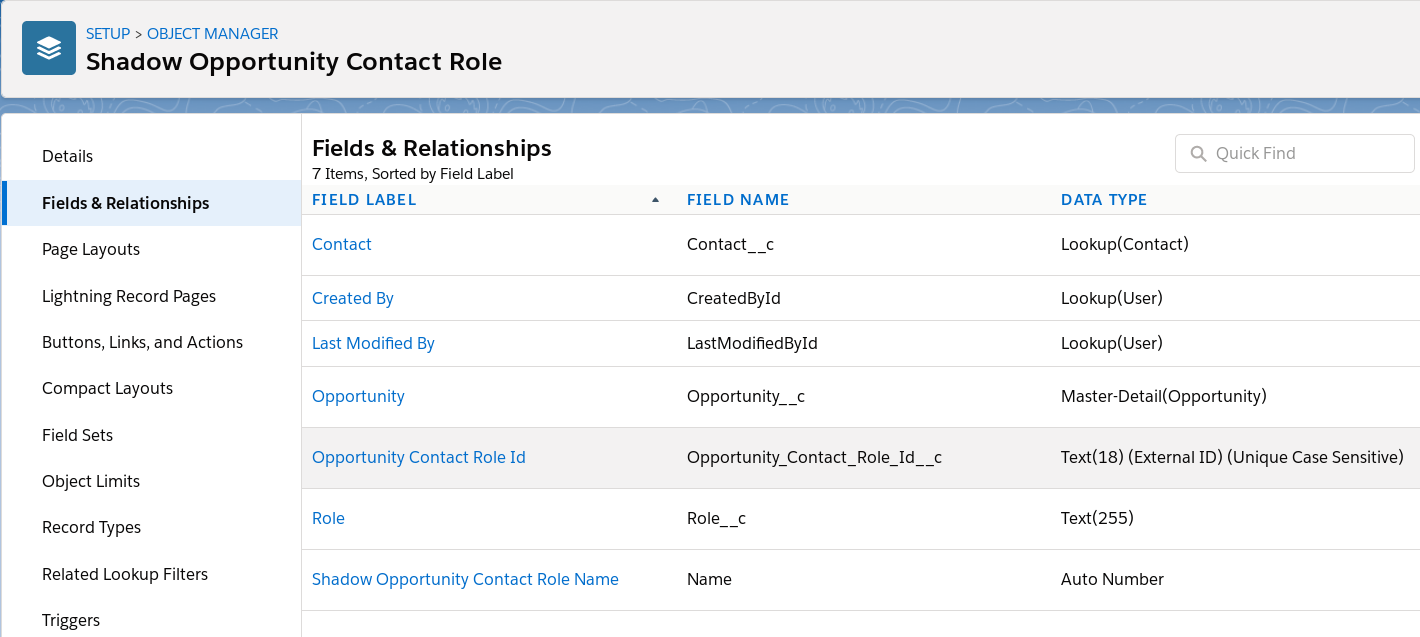 SETUP > OBJECT MANAGER
Shadow Opportunity Contact Role
Details
Fields & Relationships
Page Layouts
Lightning Record Pages
Buttons, Links, and Actions
Compact Layouts
Field Sets
Object Limits
Record Types
Related Lookup Filters
Triggers
Fields & Relationships
7 Items, Sorted by Field Label
Quick Find
FIELD LABEL FIELD NAME DATA TYPE
Contact Contact__c Lookup(Contact)
Created By CreatedById Lookup(User)
Last Modified By LastModifiedById Lookup(User)
Opportunity Opportunity__c Master-Detail(Opportunity)
Opportunity Contact Role Id Opportunity_Contact_Role_Id__c Text(18) (External ID) (Unique Case Sensitive)
Role Role__c Text(255)
Shadow Opportunity Contact Role Name Name Auto Number